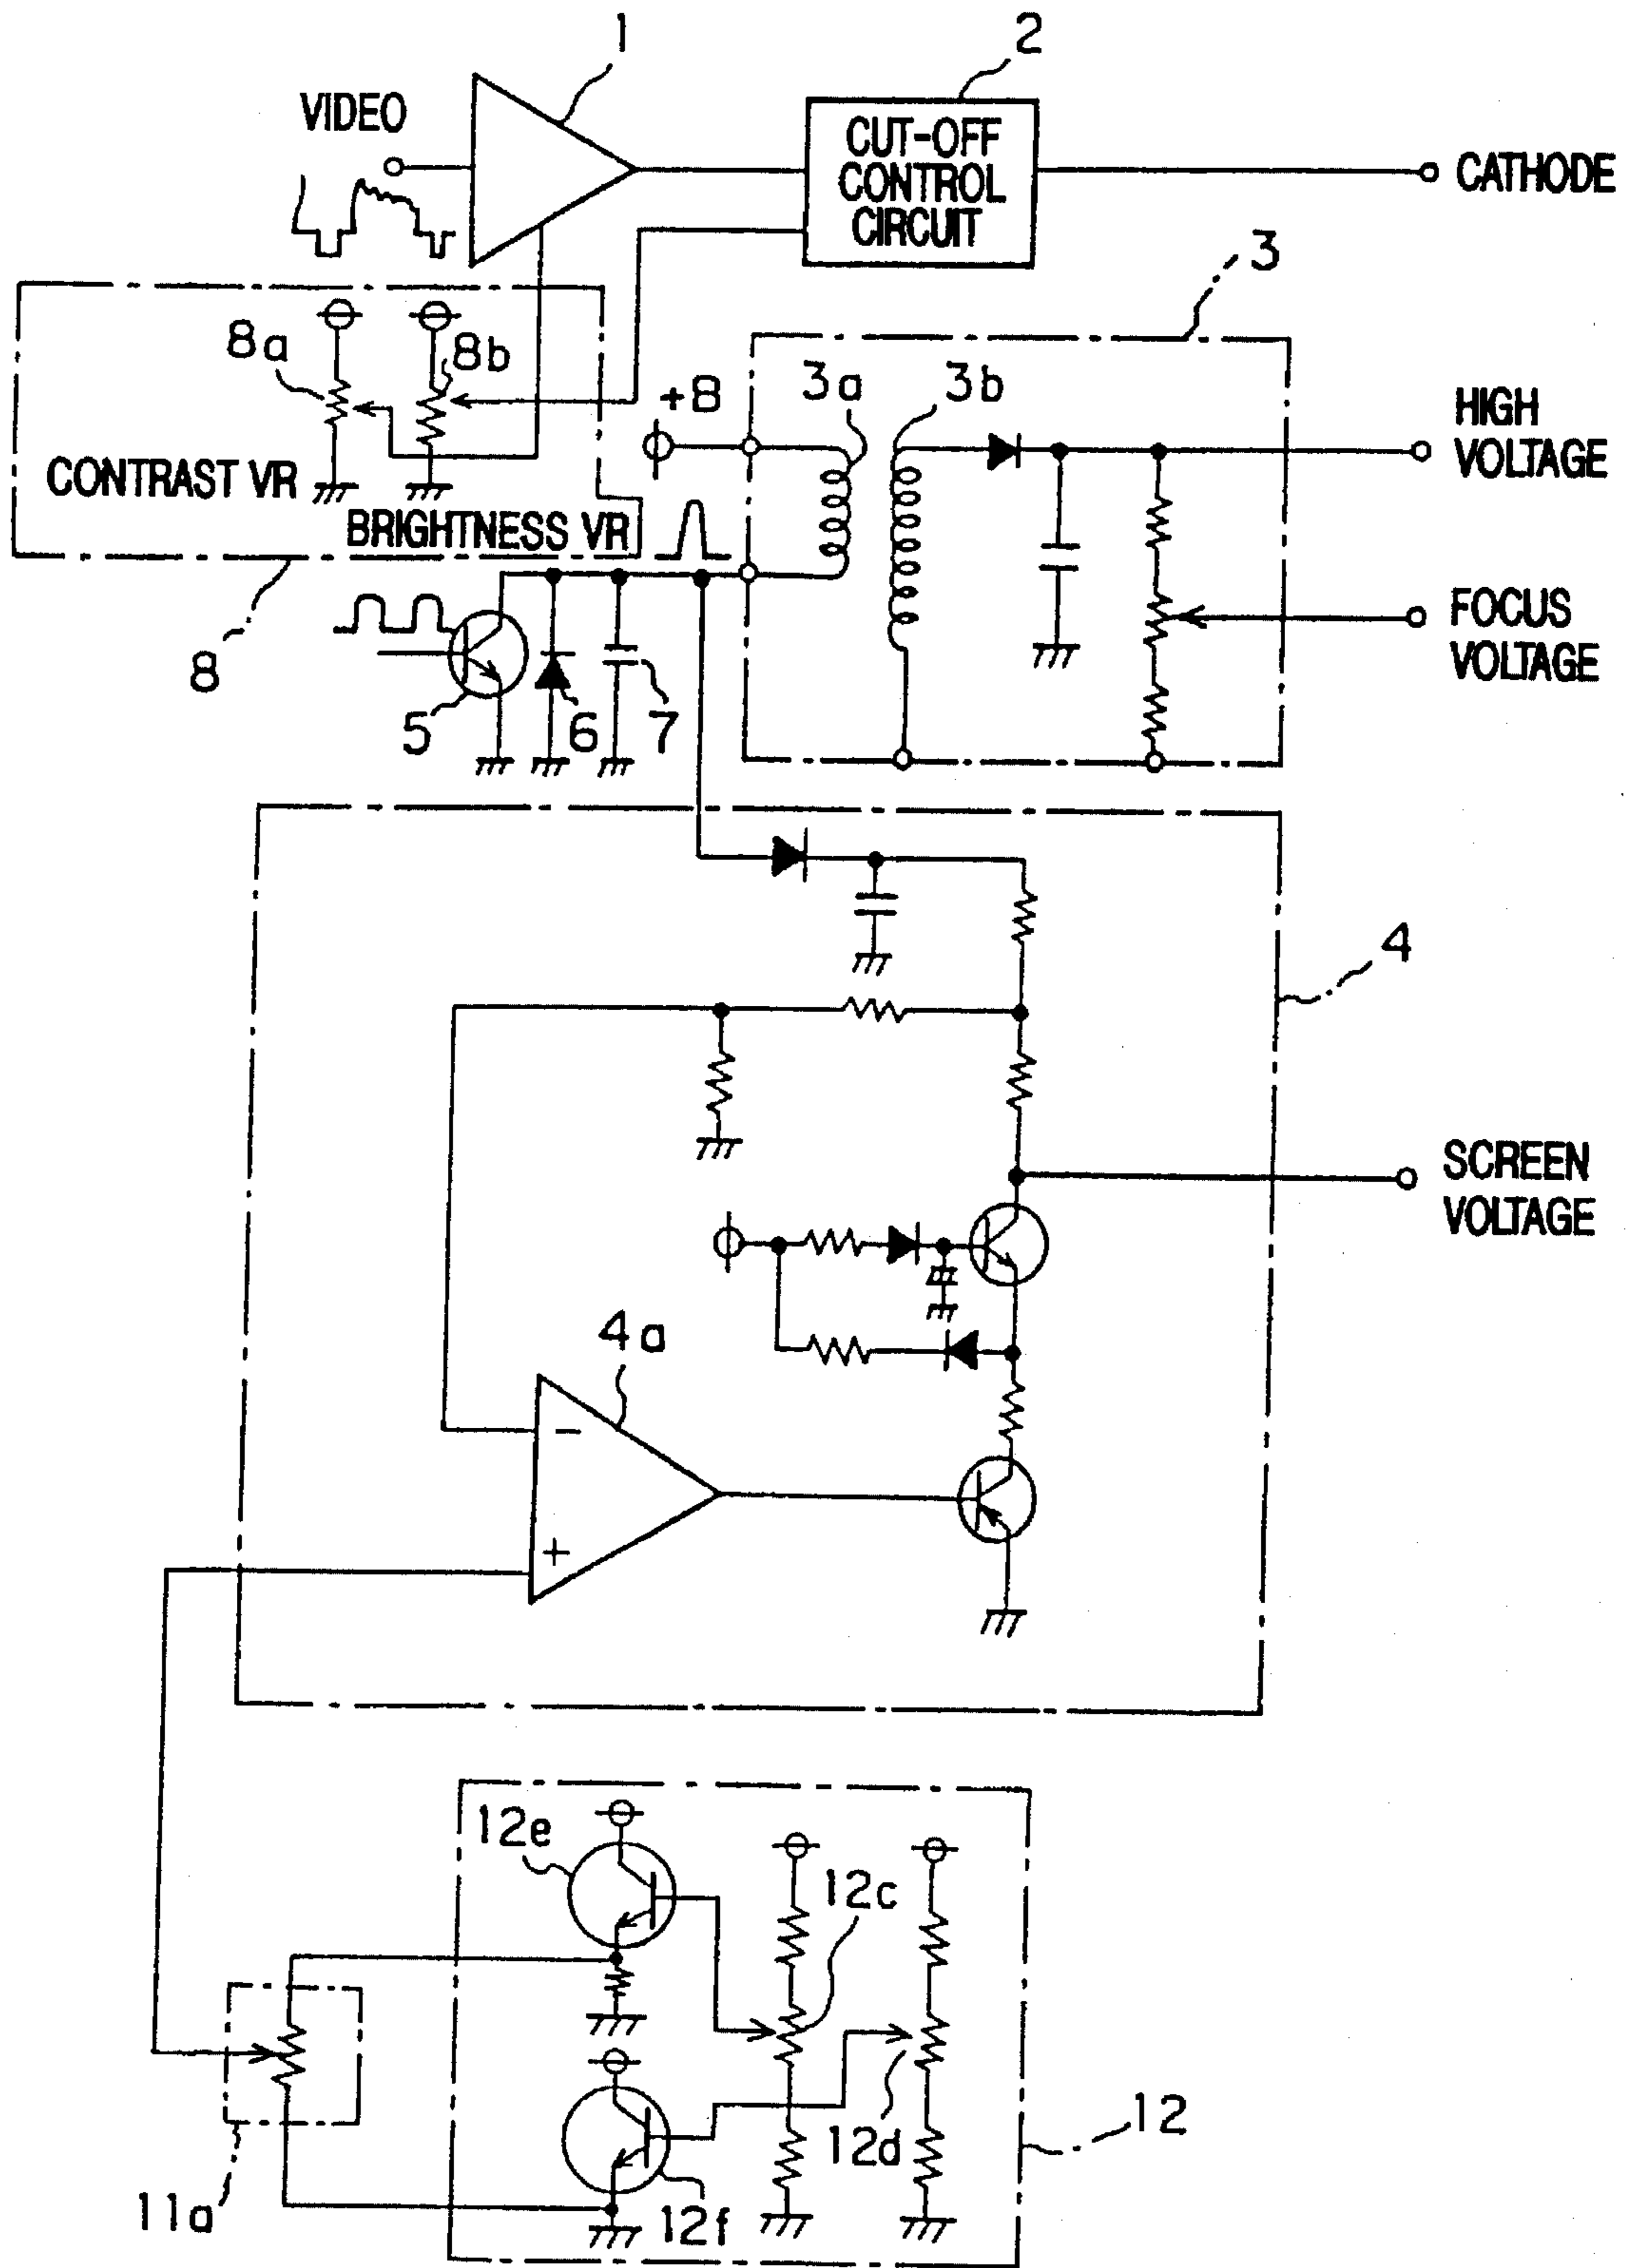 1
2
VIDEO
CUT-OFF
CONTROL
CIRCUIT
CATHODE
3
8a
8b
3a
3b
+8
HIGH
VOLTAGE
CONTRAST VR
BRIGHTNESS VR
FOCUS
VOLTAGE
8
5
6
7
4
SCREEN
VOLTAGE
4a
−
+
12e
12c
12d
12
11a
12f